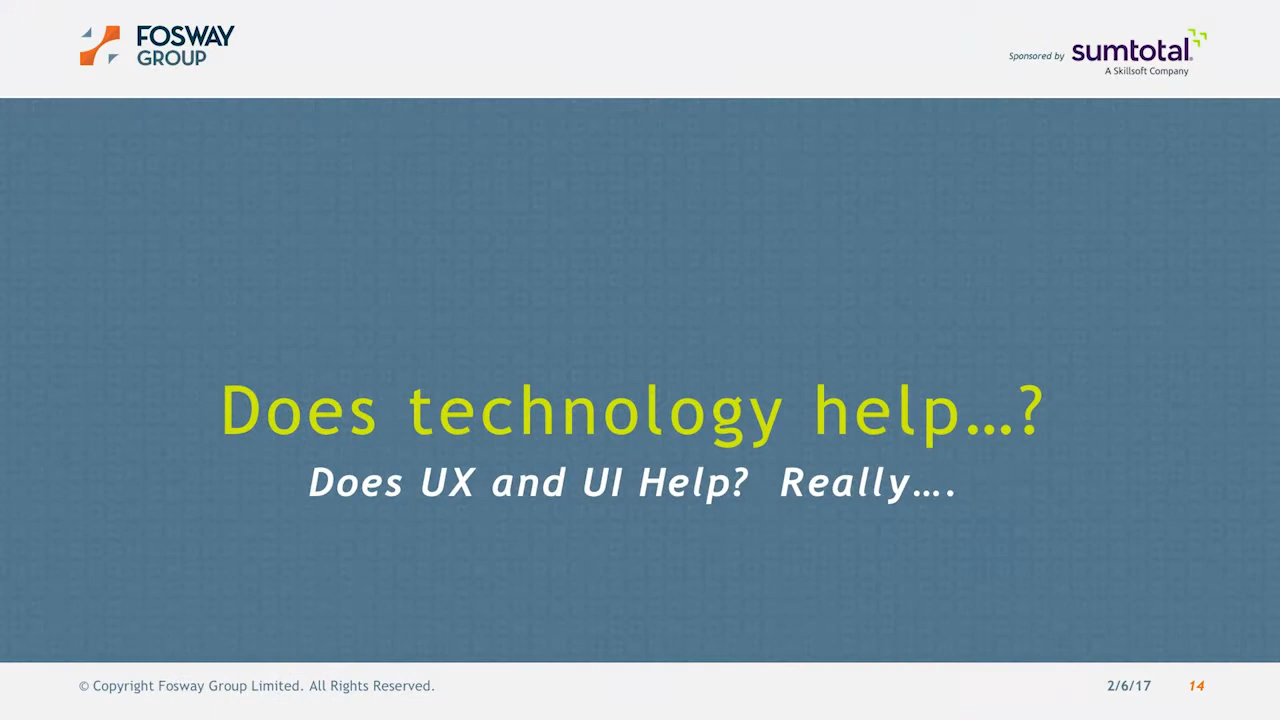 FOSWAY
GROUP
Sponsored by sumtotal®
A Skillsoft Company
Does technology help…?
Does UX and UI Help?  Really….
© Copyright Fosway Group Limited. All Rights Reserved.
2/6/17 14